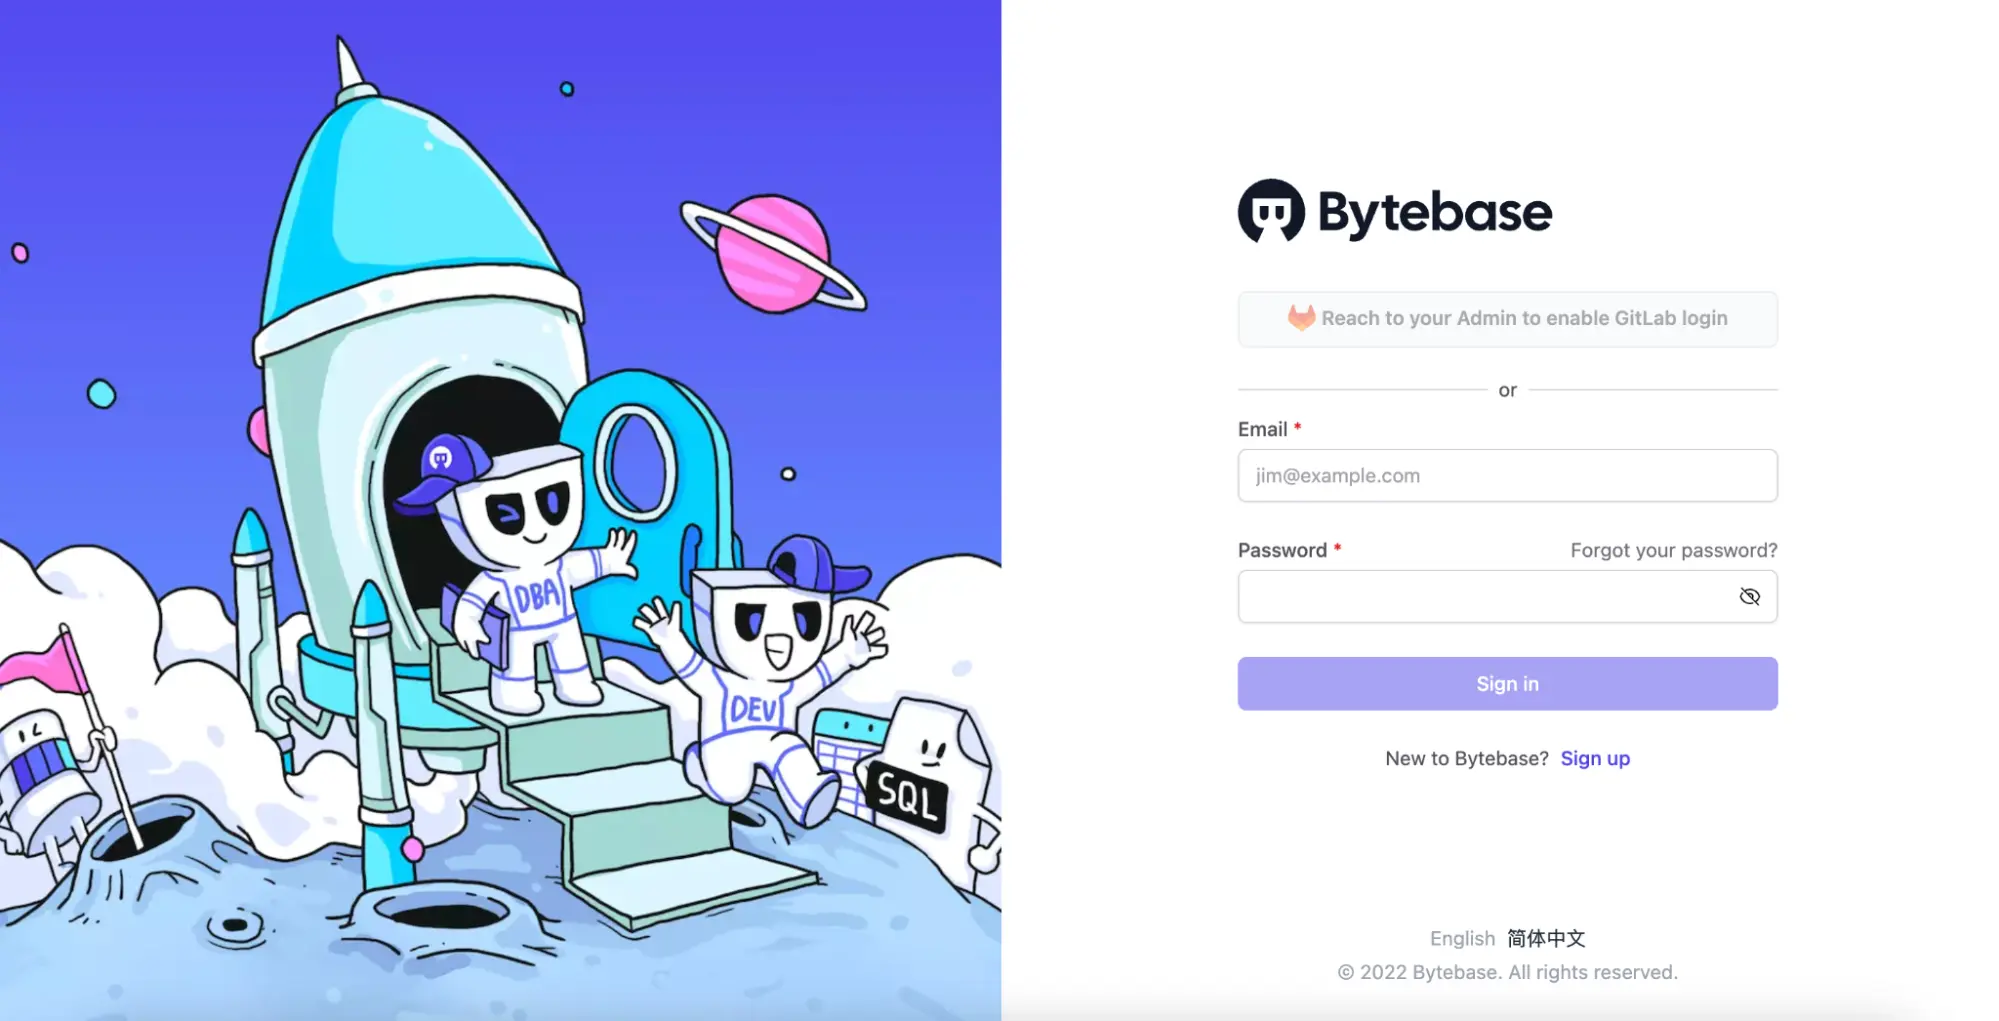 DBA
DEV
SQL
Bytebase
Reach to your Admin to enable GitLab login
or
Email *
jim@example.com
Password * Forgot your password?
Sign in
New to Bytebase? Sign up
English 简体中文
© 2022 Bytebase. All rights reserved.